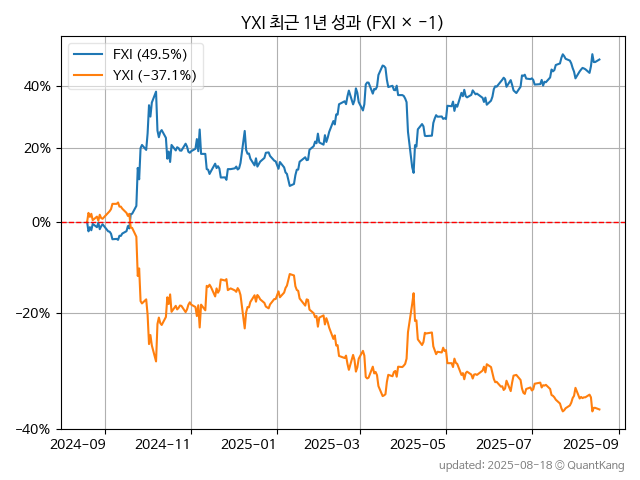 YXI 최근 1년 성과 (FXI × -1)
FXI (49.5%)
YXI (-37.1%)
40%
20%
0%
−20%
−40%
2024-09 2024-11 2025-01 2025-03 2025-05 2025-07 2025-09
updated: 2025-08-18 © QuantKang